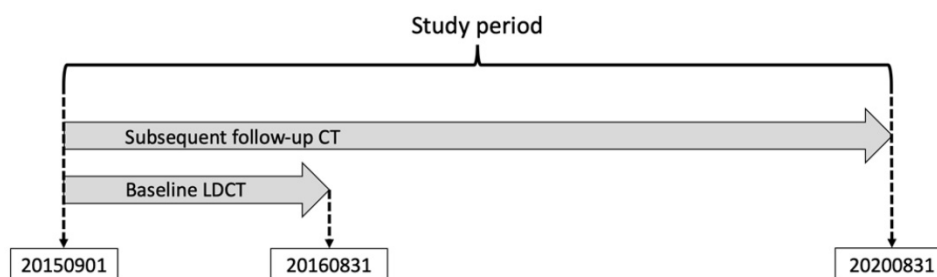 Study period
Subsequent follow-up CT
Baseline LDCT
20150901
20160831
20200831